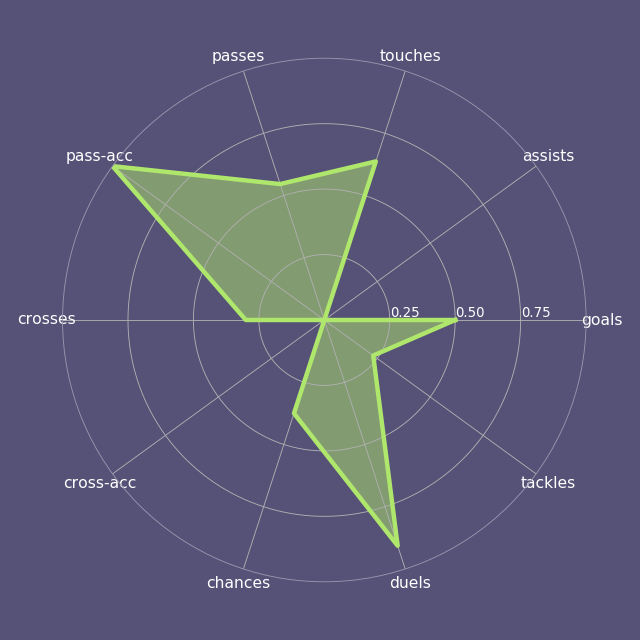 passes touches
pass-acc assists
crosses 0.25 0.50 0.75 goals
cross-acc tackles
chances duels